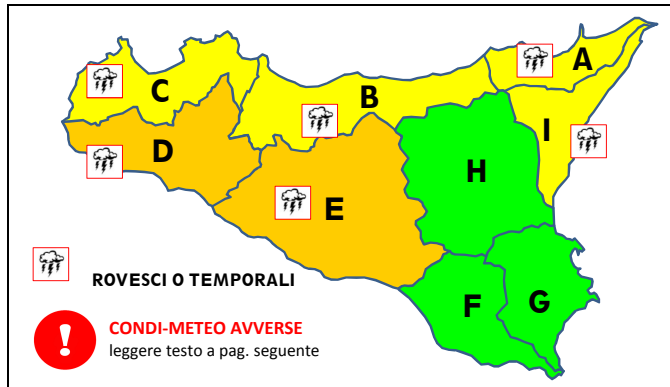 A
C
B
I
D
H
E
ROVESCI O TEMPORALI
F
G
!
CONDI-METEO AVVERSE
leggere testo a pag. seguente